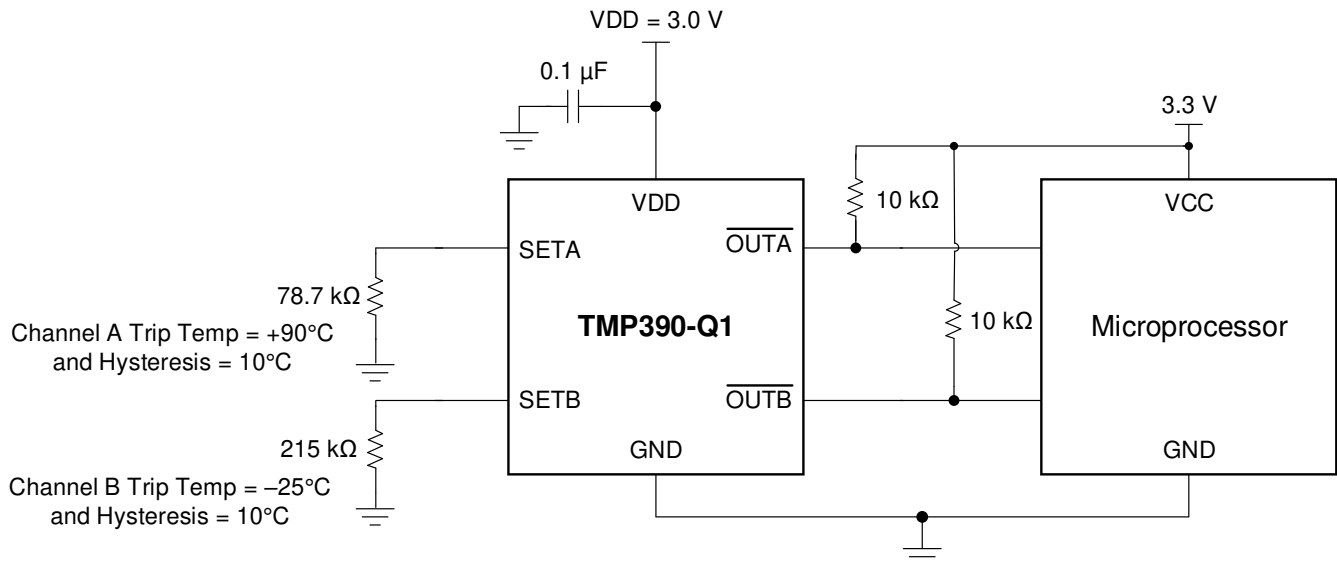 VDD = 3.0 V
0.1 µF
3.3 V
VDD
10 kΩ
VCC
SETA
OUTA
78.7 kΩ
Channel A Trip Temp = +90°C
and Hysteresis = 10°C
TMP390-Q1
10 kΩ
Microprocessor
SETB
OUTB
215 kΩ
GND
GND
Channel B Trip Temp = –25°C
and Hysteresis = 10°C